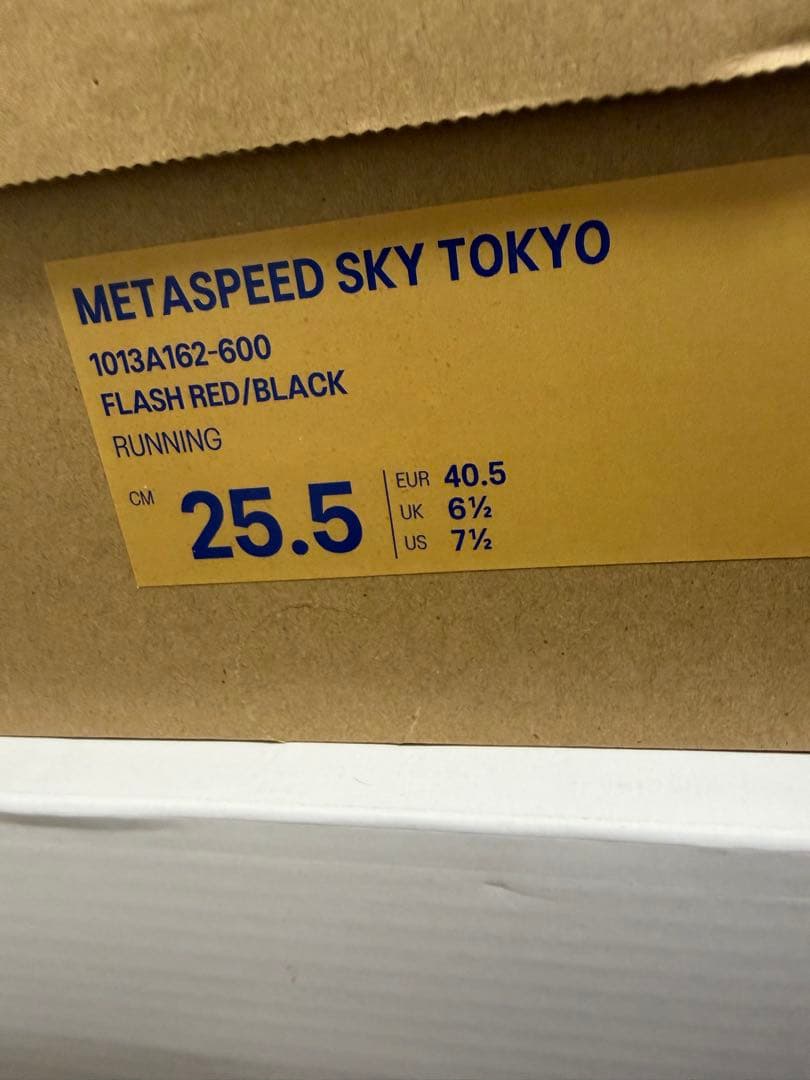 METASPEED SKY TOKYO
1013A162-600
FLASH RED/BLACK
RUNNING
CM 25.5
EUR 40.5
UK 6½
US 7½